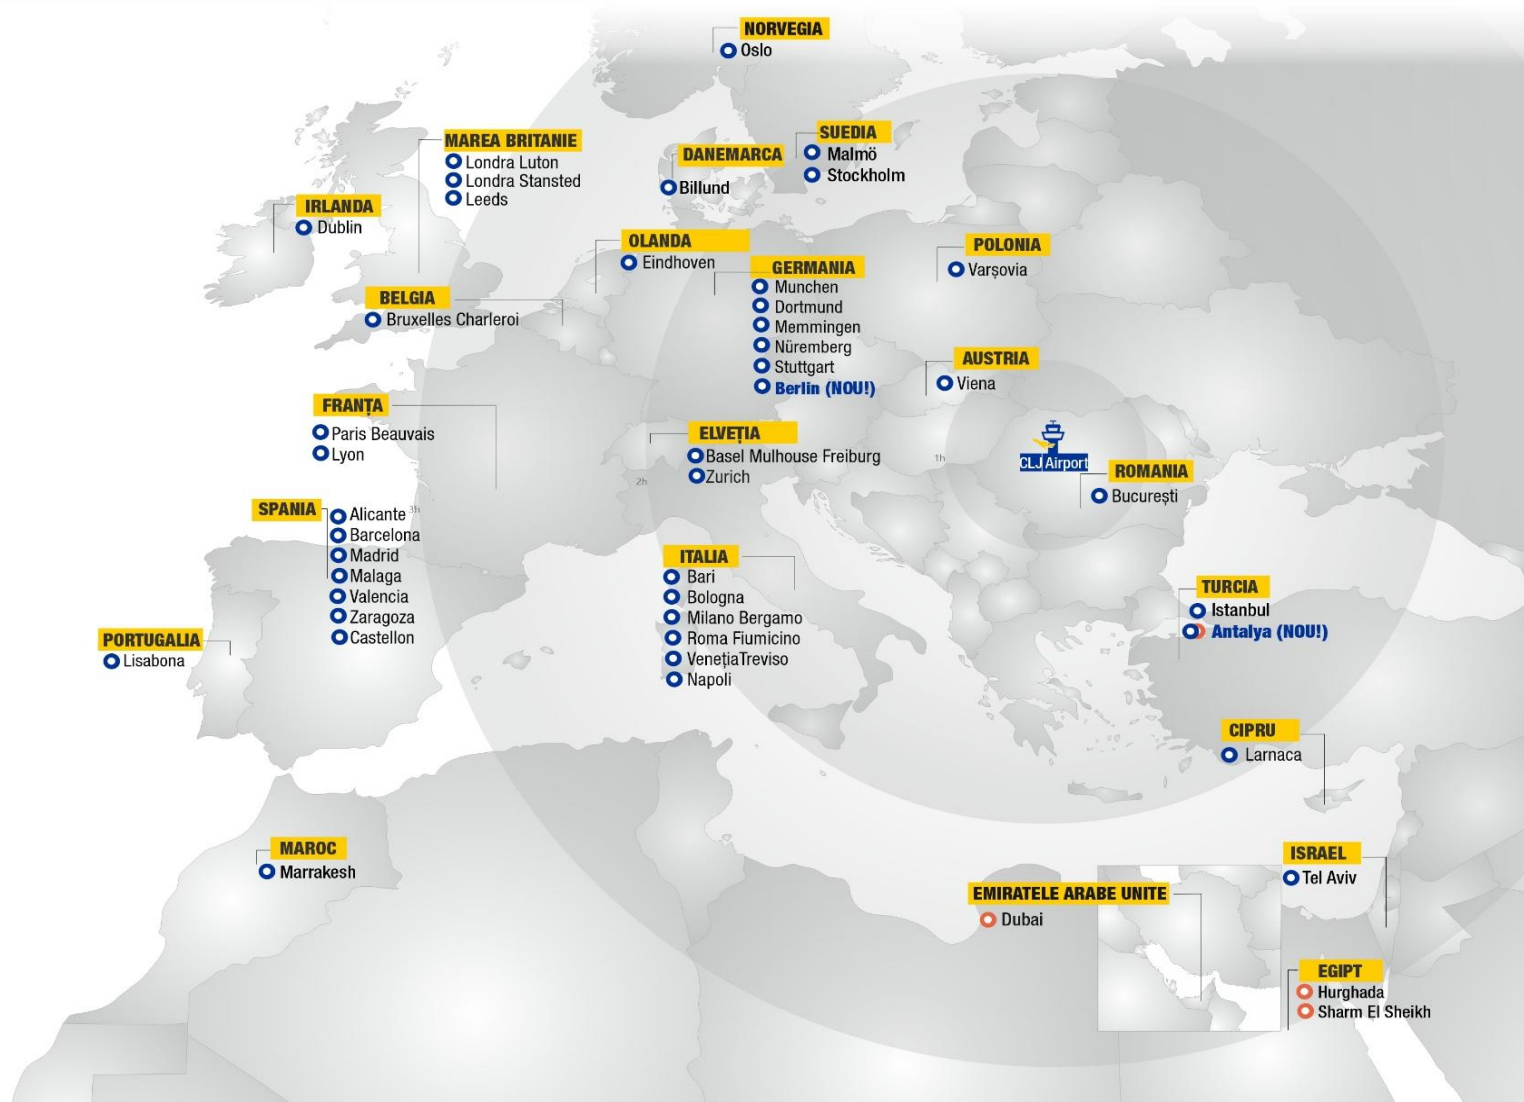 NORVEGIA
Oslo
MAREA BRITANIE
Londra Luton
Londra Stansted
Leeds
DANEMARCA
Billund
SUEDIA
Malmö
Stockholm
IRLANDA
Dublin
OLANDA
Eindhoven
GERMANIA
Munchen
Dortmund
Memmingen
Nüremberg
Stuttgart
Berlin (NOU!)
POLONIA
Varșovia
BELGIA
Bruxelles Charleroi
AUSTRIA
Viena
FRANȚA
Paris Beauvais
Lyon
ELVEȚIA
Basel Mulhouse Freiburg
Zurich
1h
2h
3h
CLJ Airport
ROMANIA
București
SPANIA
Alicante
Barcelona
Madrid
Malaga
Valencia
Zaragoza
Castellon
ITALIA
Bari
Bologna
Milano Bergamo
Roma Fiumicino
VenețiaTreviso
Napoli
TURCIA
Istanbul
Antalya (NOU!)
PORTUGALIA
Lisabona
CIPRU
Larnaca
MAROC
Marrakesh
ISRAEL
Tel Aviv
EMIRATELE ARABE UNITE
Dubai
EGIPT
Hurghada
Sharm El Sheikh